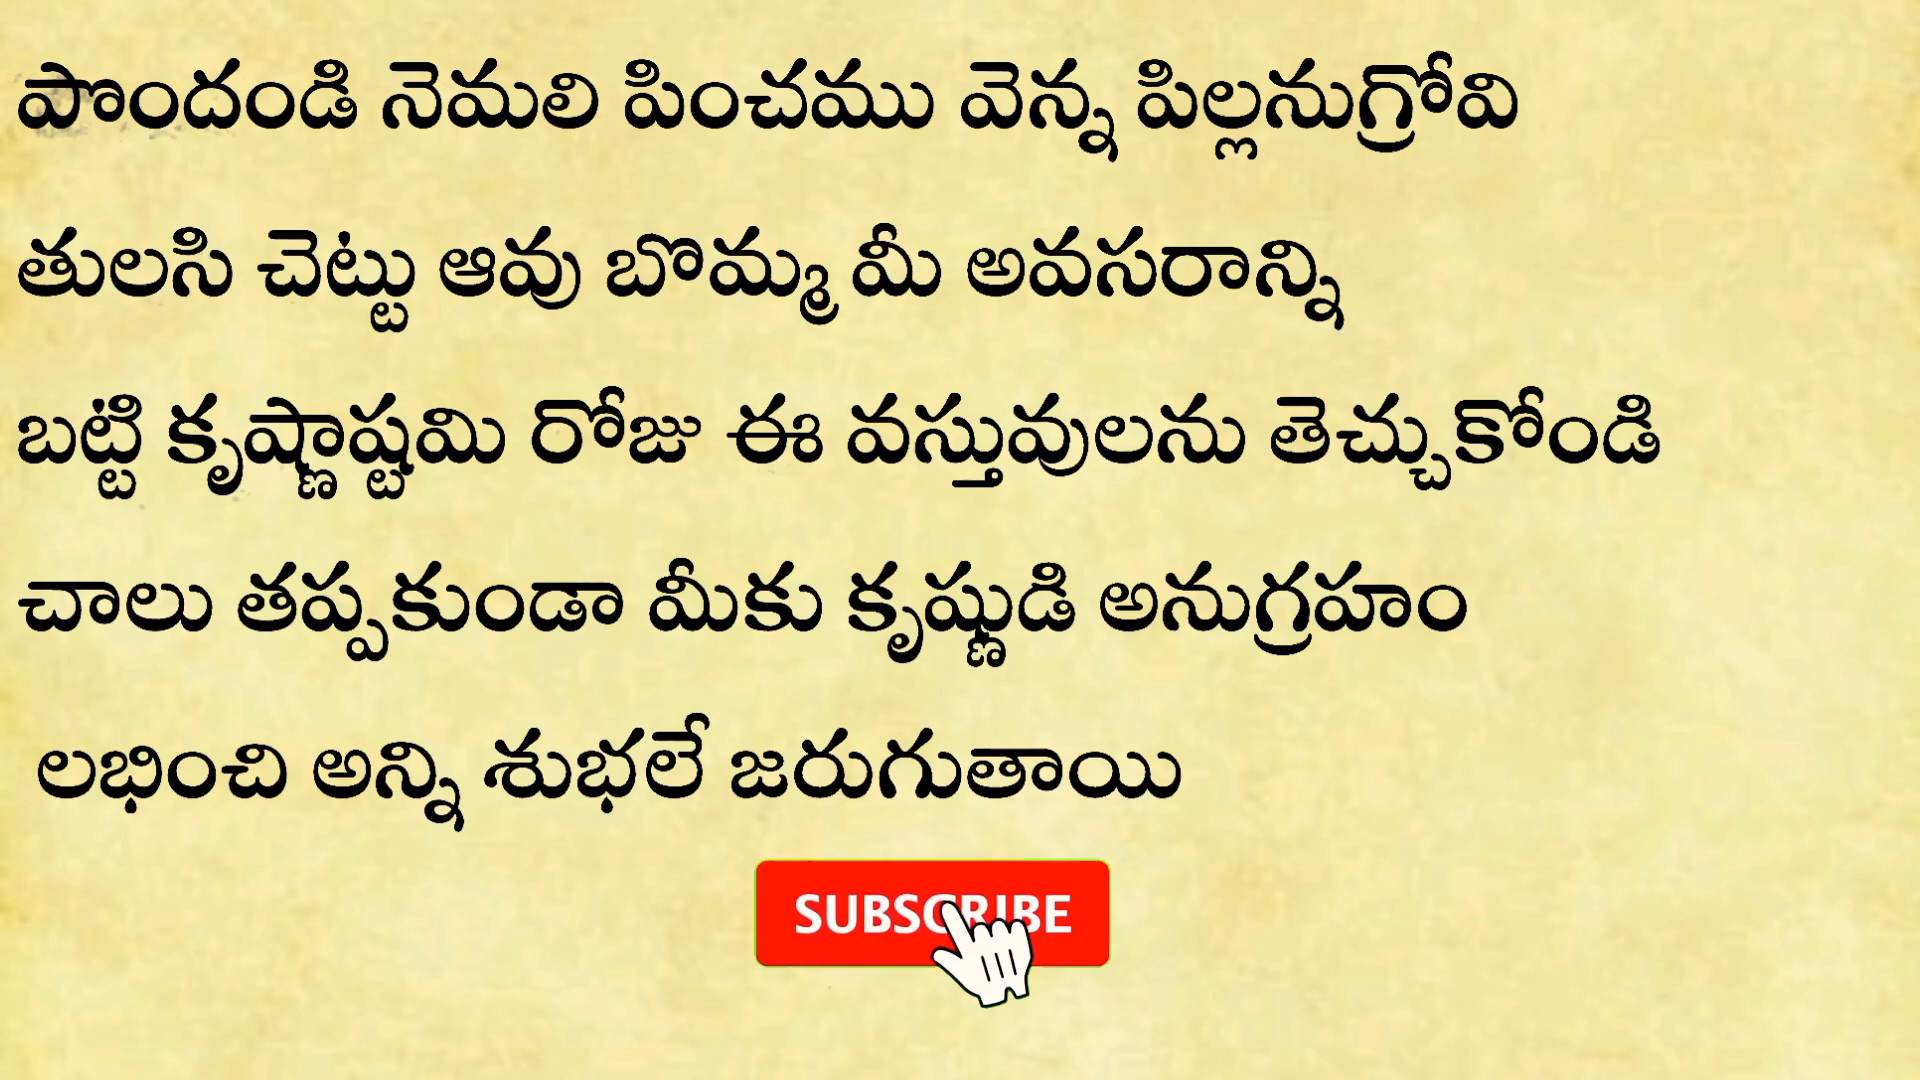 పొందండి నెమలి పించము వెన్న పిల్లనుగ్రోవి
తులసి చెట్టు ఆవు బొమ్మ మీ అవసరాన్ని
బట్టి కృష్ణాష్టమి రోజు ఈ వస్తువులను తెచ్చుకోండి
చాలు తప్పకుండా మీకు కృష్ణుడి అనుగ్రహం
లభించి అన్ని శుభలే జరుగుతాయి
SUBSCRIBE